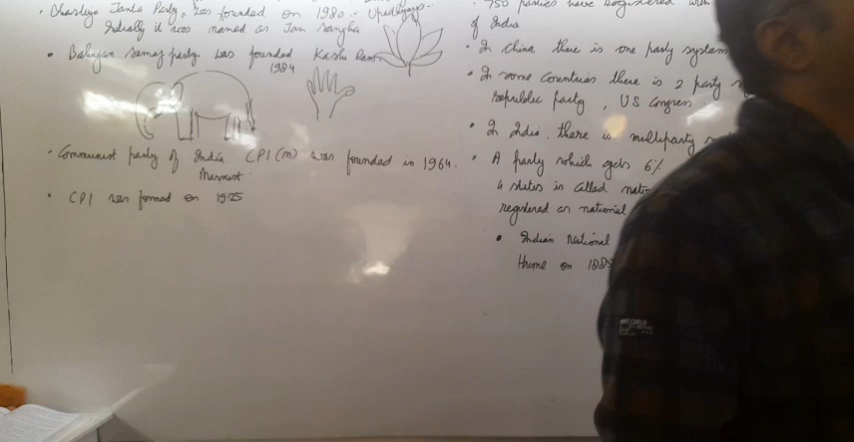 Bhartiya Janta Party, was founded on 1980. Upadhyay.
Initially it was named as Jan Sangha
• Bahujan Samaj party was founded Kashi Ram
1984
• Communist party of India CPI (M) was founded in 1964.
Marxist.
• CPI was formed on 1925
750 parties have registered with
of India
• In China there is one party system
• In some Countries there is 2 party
republic party, US Congress.
• In India there is multiparty
• A party which gets 6%
4 states is called nat-
registered as national
• Indian National
Hume on 1885